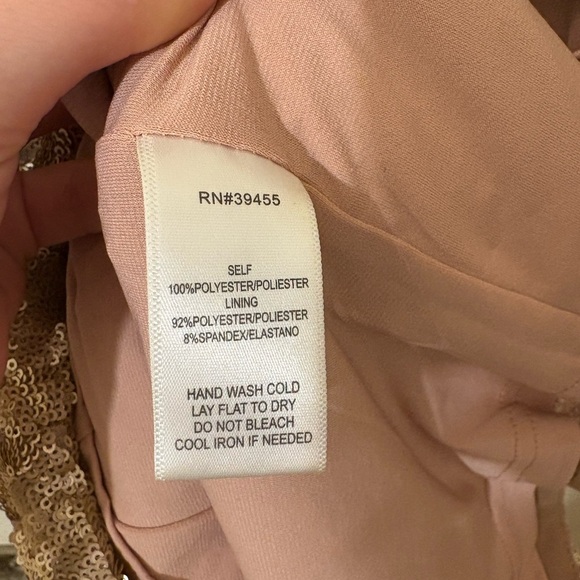 RN#39455
SELF
100%POLYESTER/POLIESTER
LINING
92%POLYESTER/POLIESTER
8%SPANDEX/ELASTANO
HAND WASH COLD
LAY FLAT TO DRY
DO NOT BLEACH
COOL IRON IF NEEDED